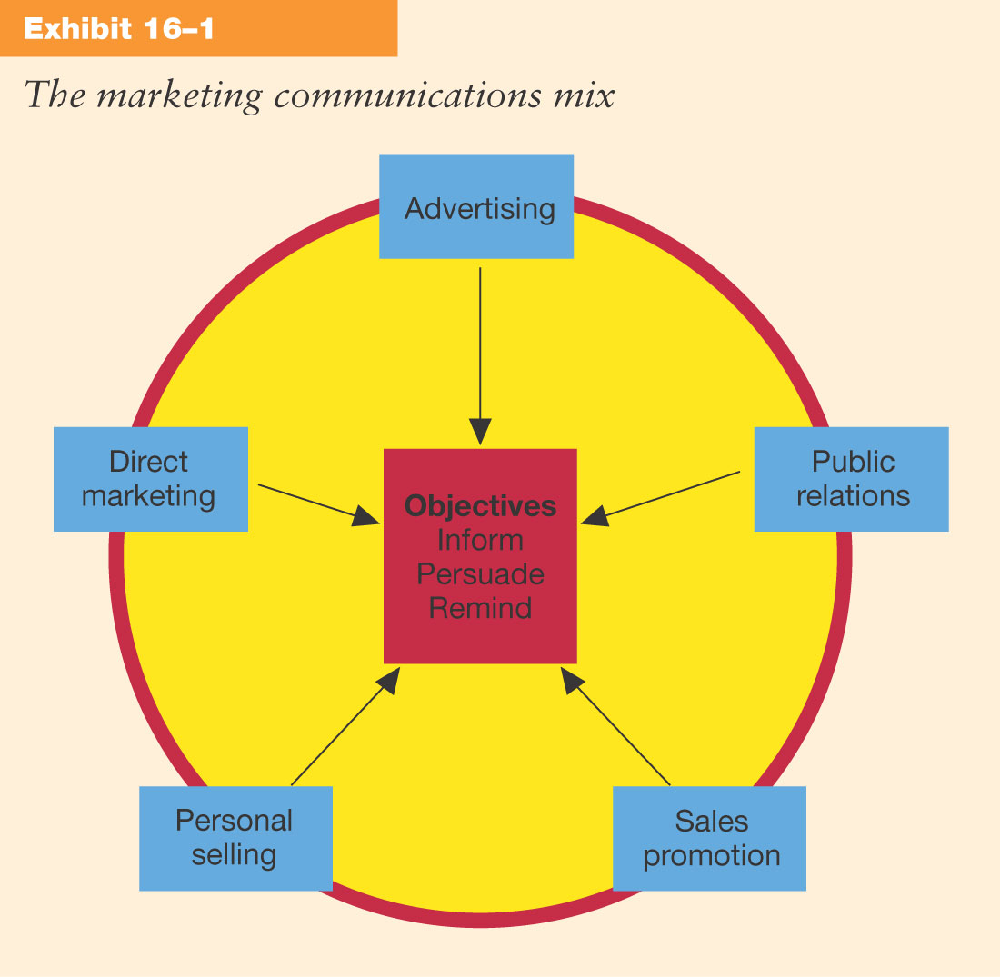 Exhibit 16–1
The marketing communications mix
Advertising
Direct
marketing
Public
relations
Objectives
Inform
Persuade
Remind
Personal
selling
Sales
promotion